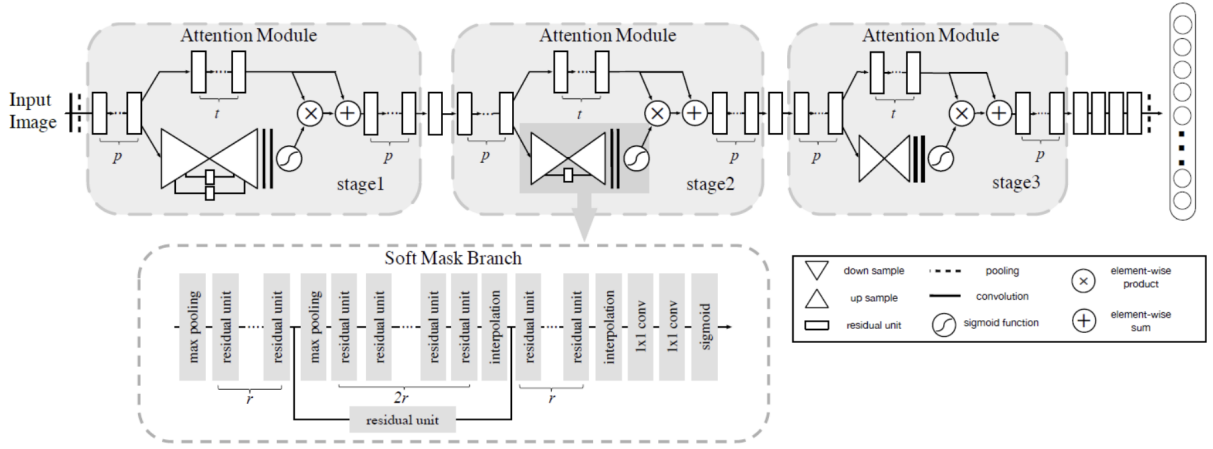 Attention Module
Attention Module
Attention Module
Input
Image
p
t
p
stage1
p
t
p
stage2
p
t
p
stage3
Soft Mask Branch
max pooling
residual unit
residual unit
max pooling
residual unit
residual unit
residual unit
residual unit
interpolation
residual unit
residual unit
interpolation
1x1 conv
1x1 conv
sigmoid
r
2r
r
residual unit
down sample
pooling
element-wise
product
up sample
convolution
residual unit
sigmoid function
element-wise
sum